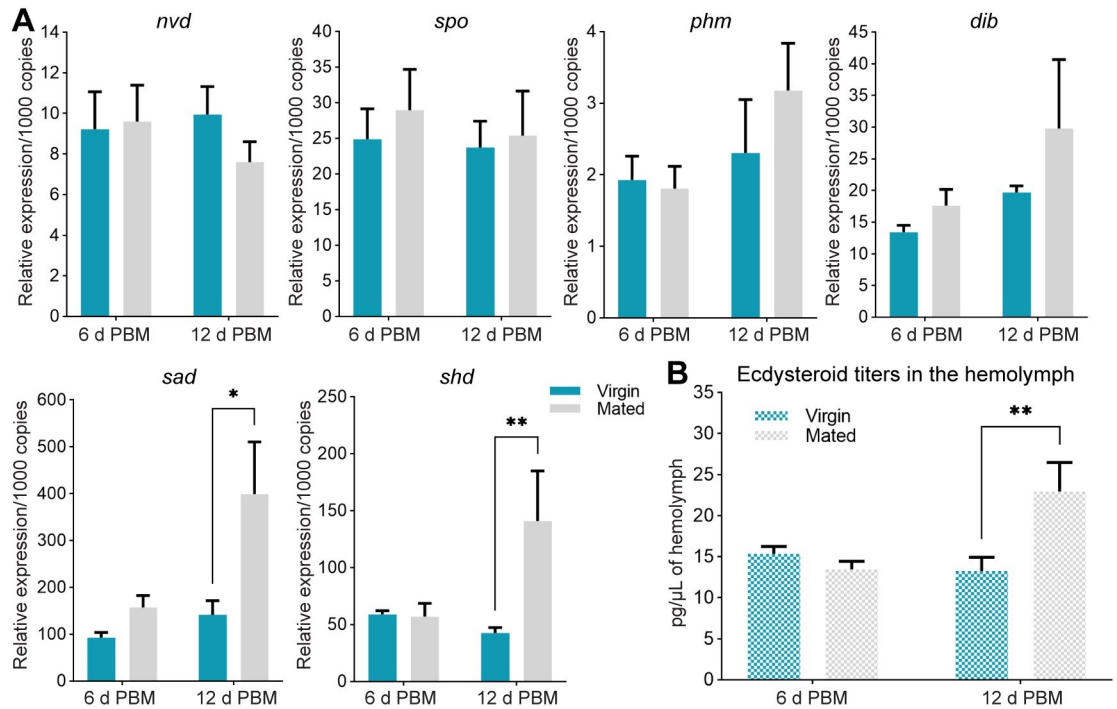 A
nvd
Relative expression/1000 copies
14
12
10
8
6
4
2
0
6 d PBM
12 d PBM
spo
Relative expression/1000 copies
40
35
30
25
20
15
10
5
0
6 d PBM
12 d PBM
phm
Relative expression/1000 copies
4
3
2
1
0
6 d PBM
12 d PBM
dib
Relative expression/1000 copies
45
40
35
30
25
20
15
10
5
0
6 d PBM
12 d PBM
sad
Relative expression/1000 copies
600
500
400
300
200
100
0
*
6 d PBM
12 d PBM
shd
Relative expression/1000 copies
250
200
150
100
50
0
**
6 d PBM
12 d PBM
Virgin
Mated
B
Ecdysteroid titers in the hemolymph
pg/µL of hemolymph
35
30
25
20
15
10
5
0
Virgin
Mated
**
6 d PBM
12 d PBM